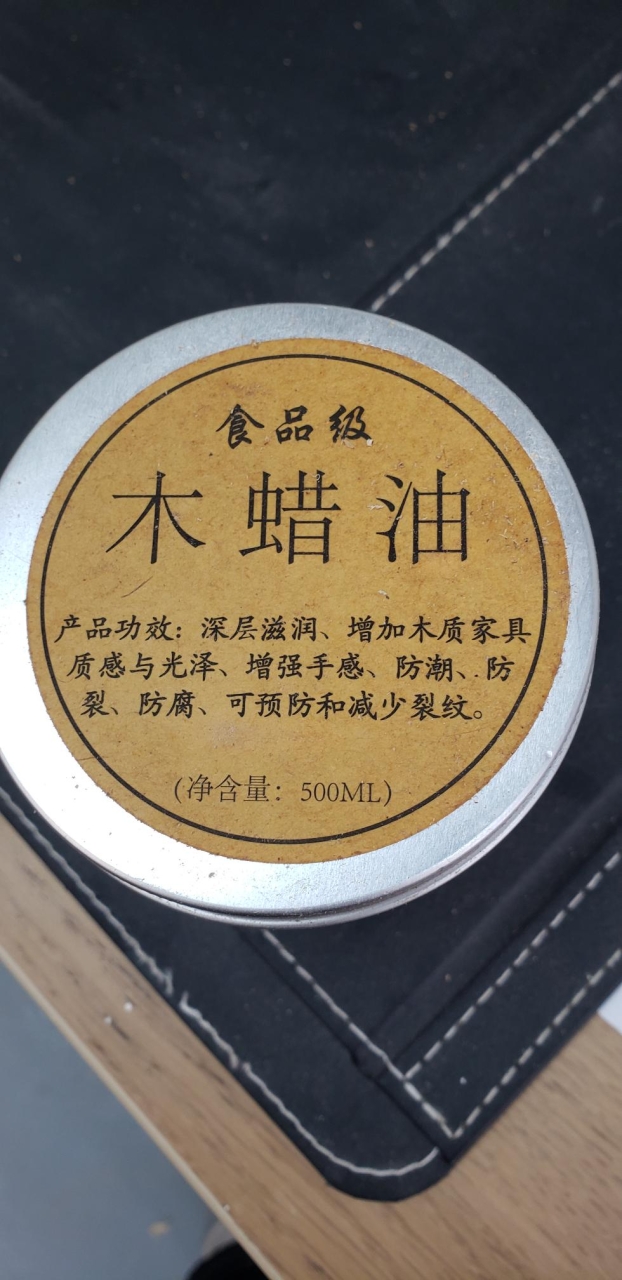 食品级
木蜡油
产品功效：深层滋润、增加木质家具
质感与光泽、增强手感、防潮、防
裂、防腐、可预防和减少裂纹。
（净含量：500ML）